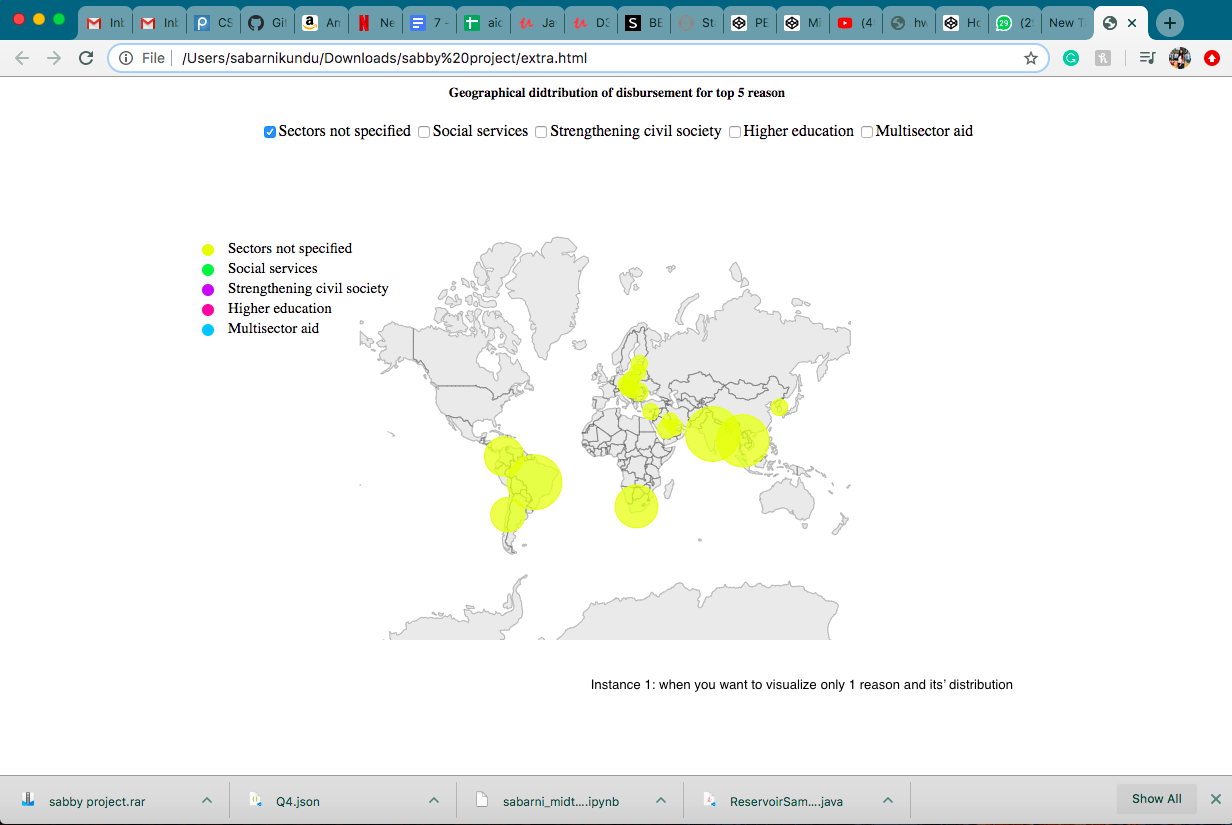 Inb
Inb
CS
Git
Am
Ne
7 -
aid
Ja
D3
BE
St
PE
Mi
(4
hw
Ho
29
(2
New T
File
/Users/sabarnikundu/Downloads/sabby%20project/extra.html
Geographical didtribution of disbursement for top 5 reason
Sectors not specified Social services Strengthening civil society Higher education Multisector aid
Sectors not specified
Social services
Strengthening civil society
Higher education
Multisector aid
Instance 1: when you want to visualize only 1 reason and its’ distribution
sabby project.rar
Q4.json
sabarni_midt....ipynb
ReservoirSam....java
Show All